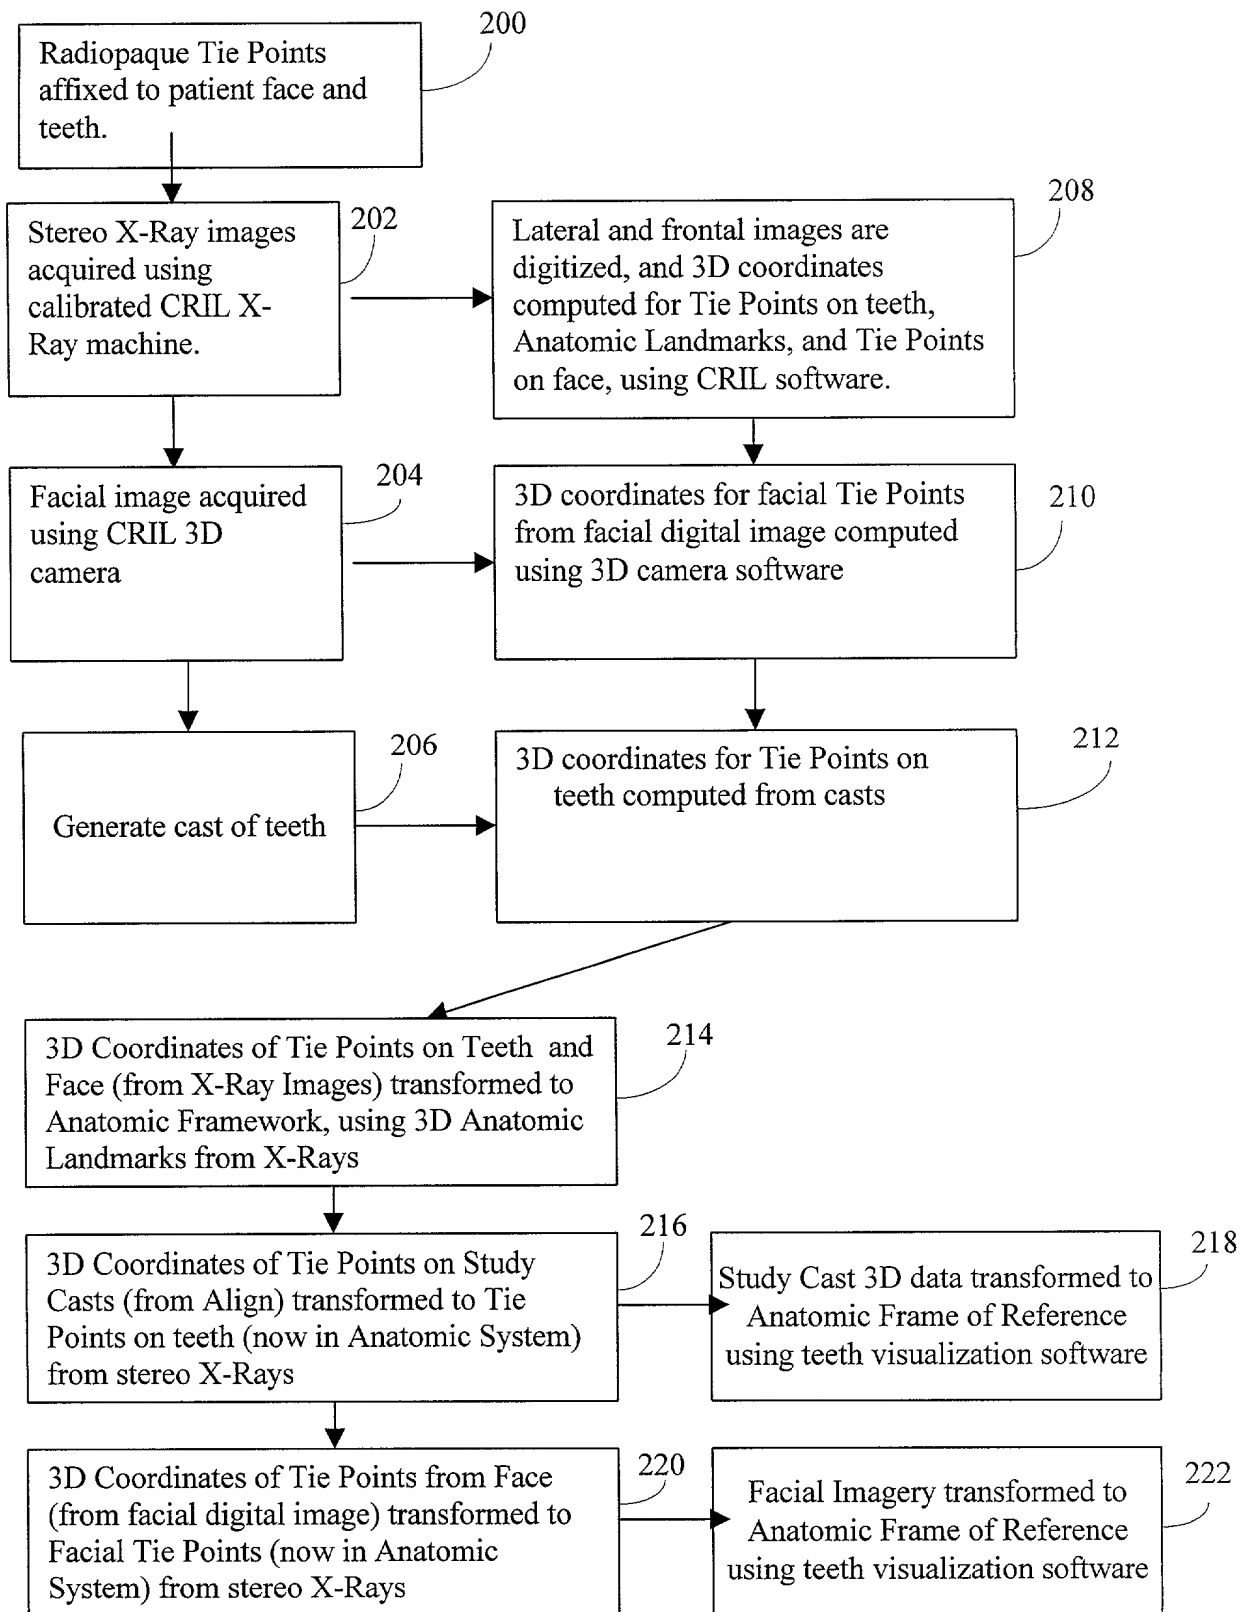 200
Radiopaque Tie Points
affixed to patient face and
teeth.
202
Stereo X-Ray images
acquired using
calibrated CRIL X-
Ray machine.
208
Lateral and frontal images are
digitized, and 3D coordinates
computed for Tie Points on teeth,
Anatomic Landmarks, and Tie Points
on face, using CRIL software.
204
Facial image acquired
using CRIL 3D
camera
210
3D coordinates for facial Tie Points
from facial digital image computed
using 3D camera software
206
Generate cast of teeth
212
3D coordinates for Tie Points on
teeth computed from casts
214
3D Coordinates of Tie Points on Teeth and
Face (from X-Ray Images) transformed to
Anatomic Framework, using 3D Anatomic
Landmarks from X-Rays
216
3D Coordinates of Tie Points on Study
Casts (from Align) transformed to Tie
Points on teeth (now in Anatomic System)
from stereo X-Rays
218
Study Cast 3D data transformed to
Anatomic Frame of Reference
using teeth visualization software
220
3D Coordinates of Tie Points from Face
(from facial digital image) transformed to
Facial Tie Points (now in Anatomic
System) from stereo X-Rays
222
Facial Imagery transformed to
Anatomic Frame of Reference
using teeth visualization software